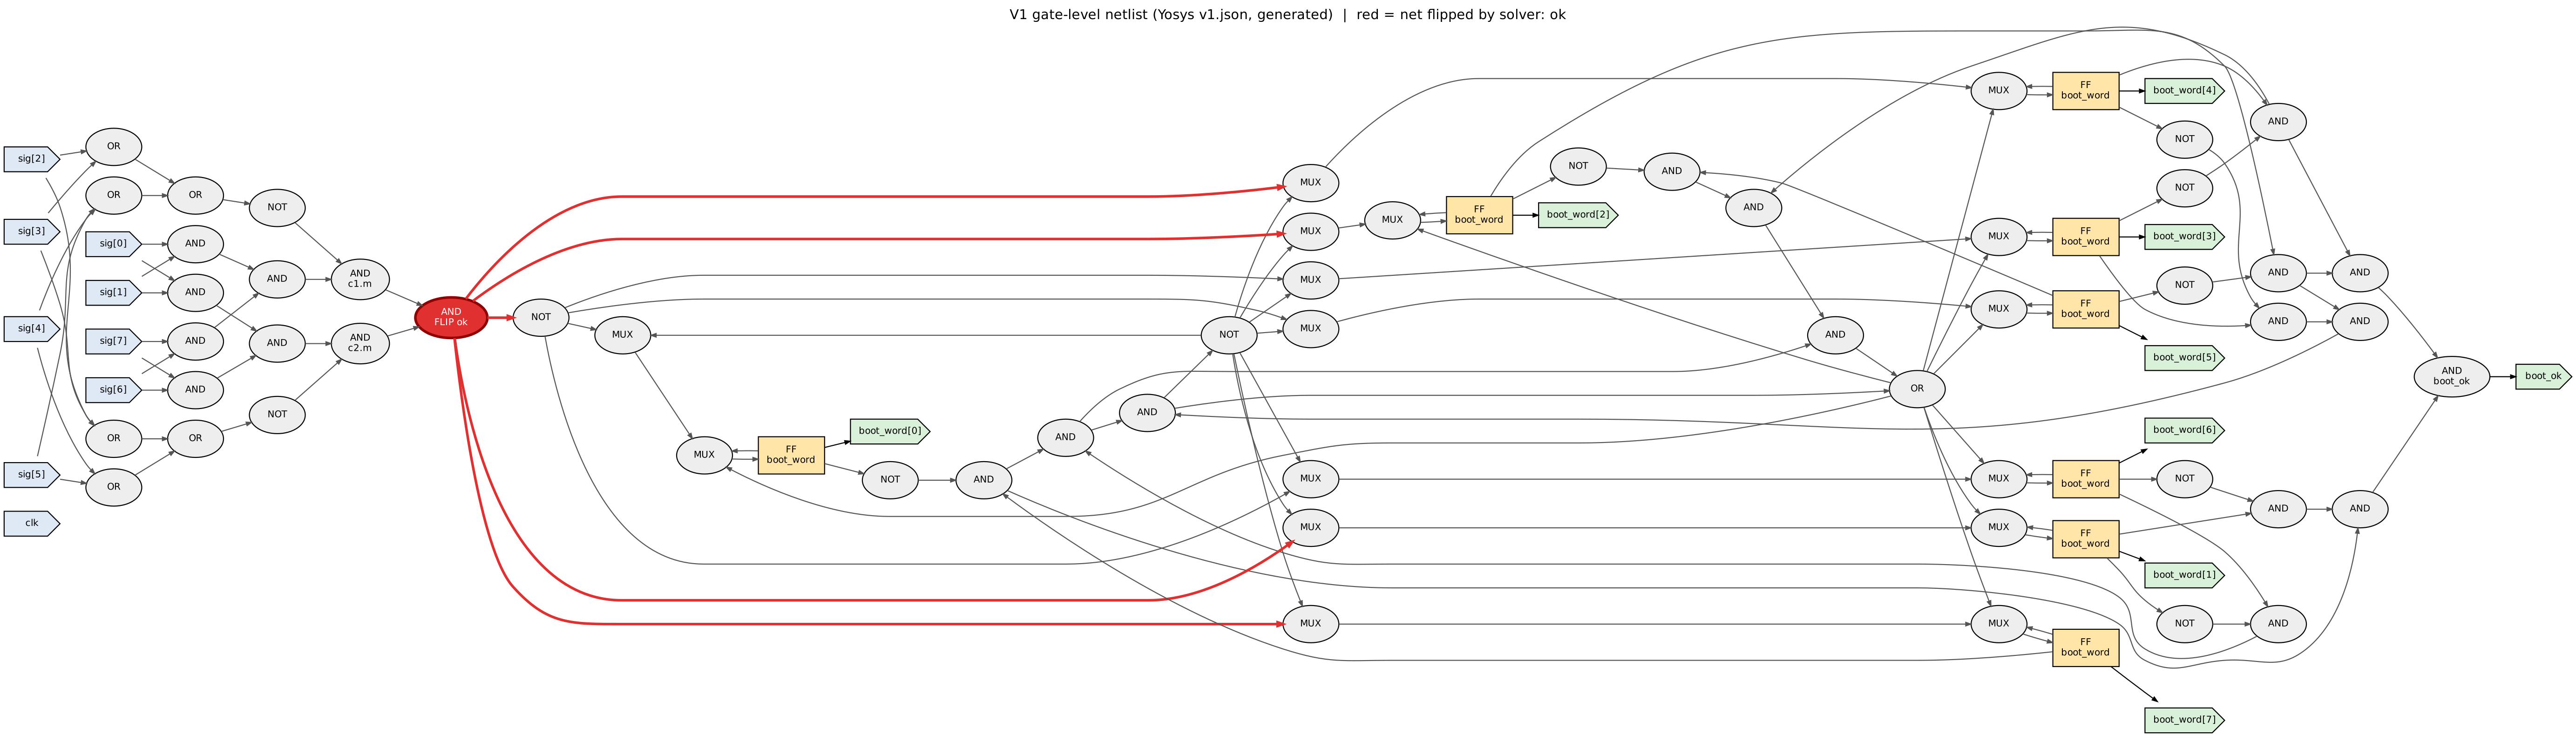 V1 gate-level netlist (Yosys v1.json, generated) | red = net flipped by solver: ok
sig[2]
sig[3]
sig[4]
sig[5]
clk
sig[0]
sig[1]
sig[7]
sig[6]
OR
OR
OR
OR
OR
AND
AND
AND
AND
OR
NOT
AND
AND
NOT
AND
c1.m
AND
c2.m
AND
FLIP ok
NOT
MUX
MUX
FF
boot_word
boot_word[0]
NOT
AND
AND
AND
NOT
MUX
MUX
MUX
MUX
MUX
MUX
MUX
MUX
FF
boot_word
boot_word[2]
NOT
AND
AND
AND
OR
MUX
MUX
MUX
MUX
MUX
MUX
FF
boot_word
FF
boot_word
FF
boot_word
FF
boot_word
FF
boot_word
FF
boot_word
boot_word[4]
NOT
NOT
boot_word[3]
NOT
boot_word[5]
boot_word[6]
NOT
boot_word[1]
NOT
boot_word[7]
AND
AND
AND
AND
AND
AND
AND
AND
AND
boot_ok
boot_ok